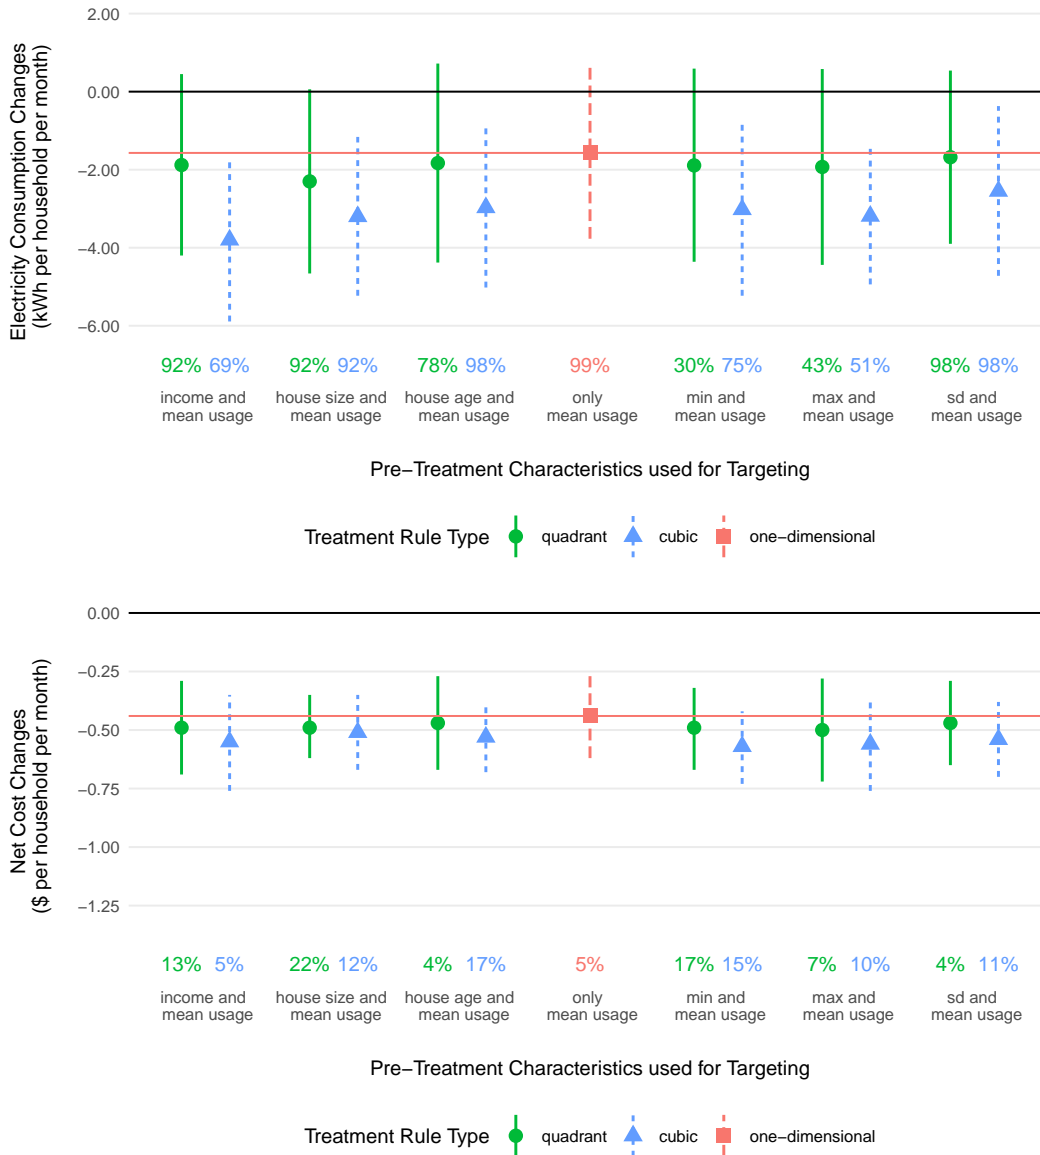 Electricity Consumption Changes
(kWh per household per month)
2.00
0.00
−2.00
−4.00
−6.00
92% 69% 92% 92% 78% 98% 99% 30% 75% 43% 51% 98% 98%
income and mean usage
house size and mean usage
house age and mean usage
only mean usage
min and mean usage
max and mean usage
sd and mean usage
Pre−Treatment Characteristics used for Targeting
Treatment Rule Type quadrant cubic one−dimensional
Net Cost Changes
($ per household per month)
0.00
−0.25
−0.50
−0.75
−1.00
−1.25
13% 5% 22% 12% 4% 17% 5% 17% 15% 7% 10% 4% 11%
income and mean usage
house size and mean usage
house age and mean usage
only mean usage
min and mean usage
max and mean usage
sd and mean usage
Pre−Treatment Characteristics used for Targeting
Treatment Rule Type quadrant cubic one−dimensional